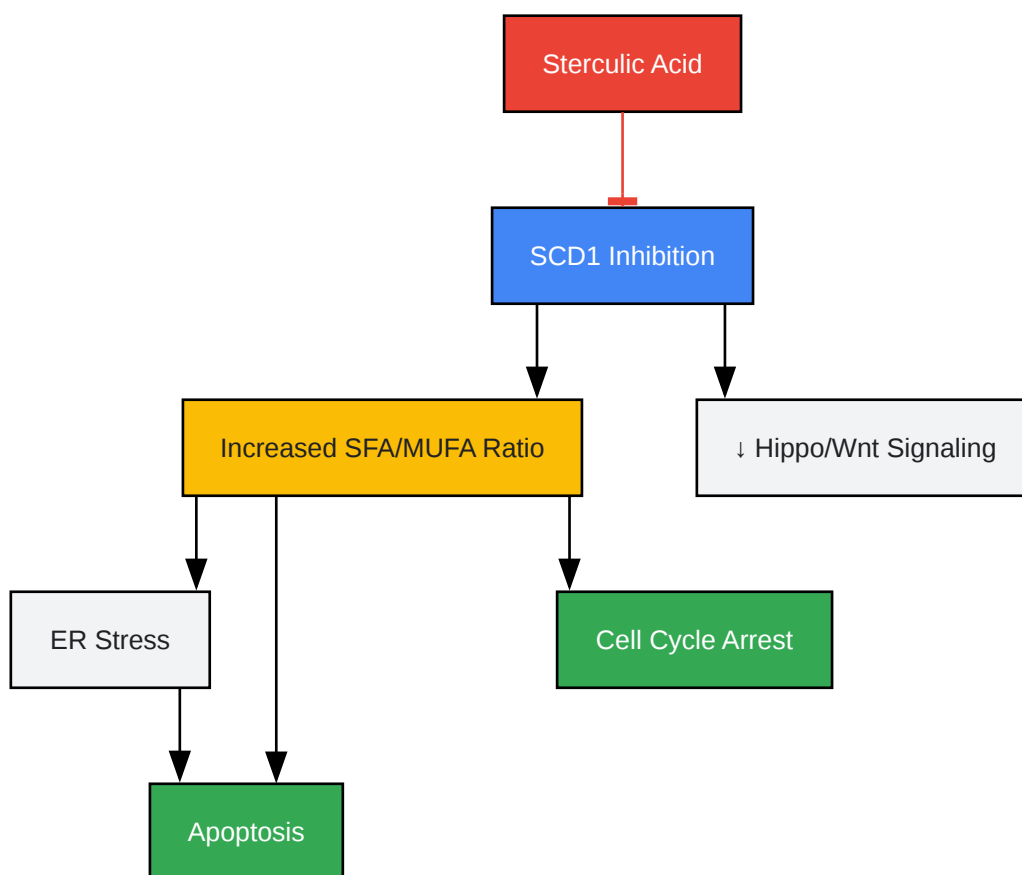 Sterculic Acid
SCD1 Inhibition
Increased SFA/MUFA Ratio
↓ Hippo/Wnt Signaling
ER Stress
Cell Cycle Arrest
Apoptosis